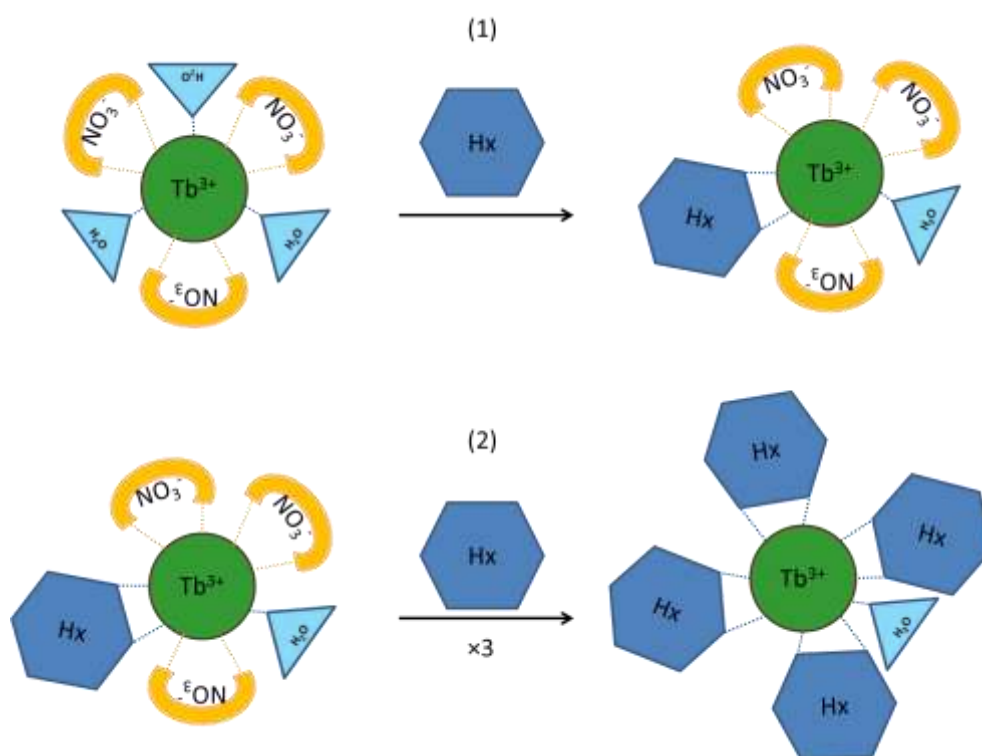 (1)
H₂O
NO₃⁻
NO₃⁻
Tb³⁺
H₂O
H₂O
NO₃⁻
Hx
NO₃⁻
NO₃⁻
Tb³⁺
Hx
H₂O
NO₃⁻
(2)
NO₃⁻
NO₃⁻
Tb³⁺
Hx
H₂O
NO₃⁻
Hx
×3
Hx
Hx
Tb³⁺
Hx
H₂O
Hx